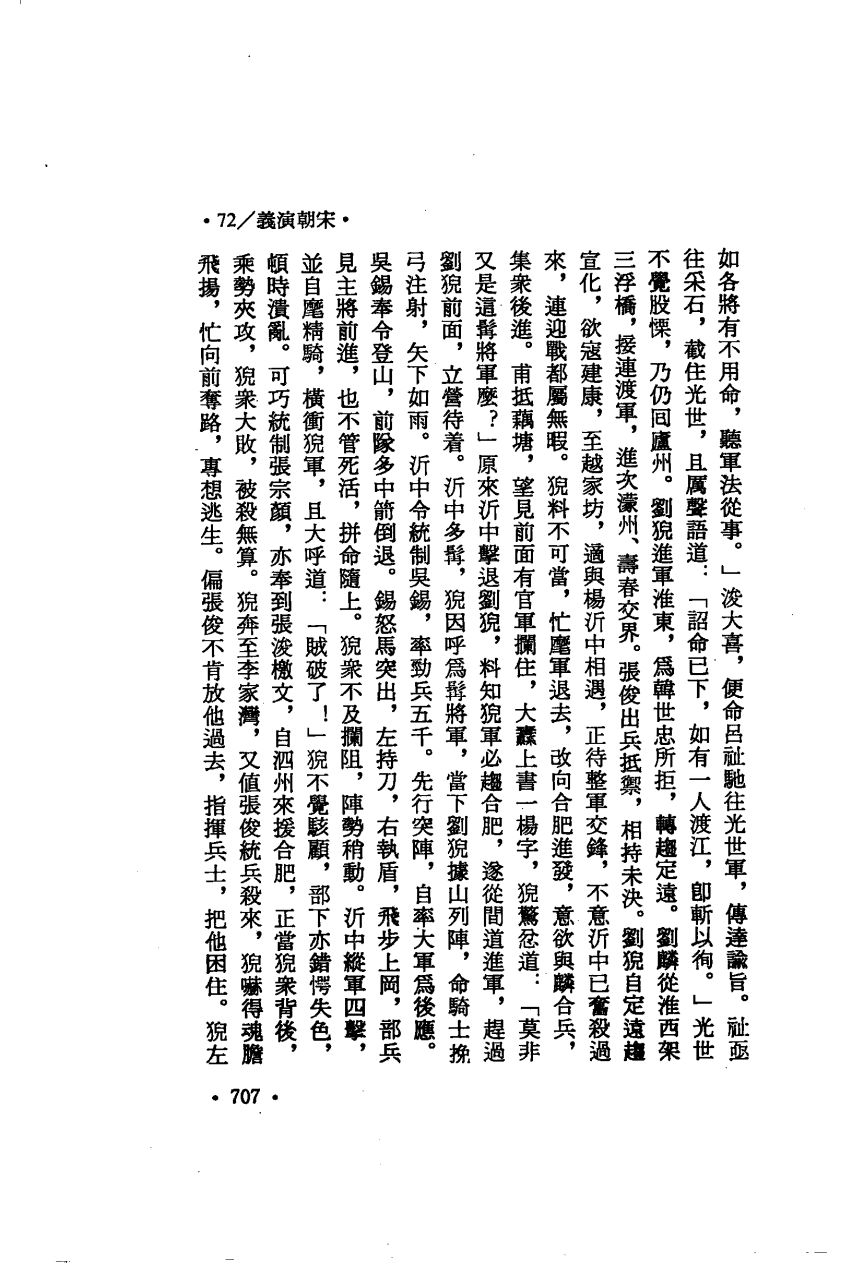 •72／義演朝宋•
如各將有不用命，聽軍法從事。」浚大喜，便命呂祉馳往光世軍，傳達諭旨。祉亟
往采石，截住光世，且厲聲語道：「詔命已下，如有一人渡江，卽斬以徇。」光世
不覺股慄，乃仍回廬州。劉猊進軍淮東，爲韓世忠所拒，轉趨定遠。劉麟從淮西架
三浮橋，接連渡軍，進次濠州、壽春交界。張俊出兵抵禦，相持未決。劉猊自定遠趨
宣化，欲寇建康，至越家坊，適與楊沂中相遇，正待整軍交鋒，不意沂中已奮殺過
來，連迎戰都屬無暇。猊料不可當，忙麾軍退去，改向合肥進發，意欲與麟合兵，
集衆後進。甫抵藕塘，望見前面有官軍攔住，大纛上書一楊字，猊驚忿道：「莫非
又是這髯將軍麼？」原來沂中擊退劉猊，料知猊軍必趨合肥，遂從間道進軍，趕過
劉猊前面，立營待着。沂中多髯，猊因呼爲髯將軍，當下劉猊據山列陣，命騎士挽
弓注射，矢下如雨。沂中令統制吳錫，率勁兵五千。先行突陣，自率大軍爲後應。
吳錫奉令登山，前隊多中箭倒退。錫怒馬突出，左持刀，右執盾，飛步上岡，部兵
見主將前進，也不管死活，拼命隨上。猊衆不及攔阻，陣勢稍動。沂中縱軍四擊，
並自麾精騎，橫衝猊軍，且大呼道：「賊破了！」猊不覺駭顧，部下亦錯愕失色，
頓時潰亂。可巧統制張宗顏，亦奉到張浚檄文，自泗州來援合肥，正當猊衆背後，
乘勢夾攻，猊衆大敗，被殺無算。猊奔至李家灣，又值張俊統兵殺來，猊嚇得魂膽
飛揚，忙向前奪路，專想逃生。偏張俊不肯放他過去，指揮兵士，把他困住。猊左
•707•